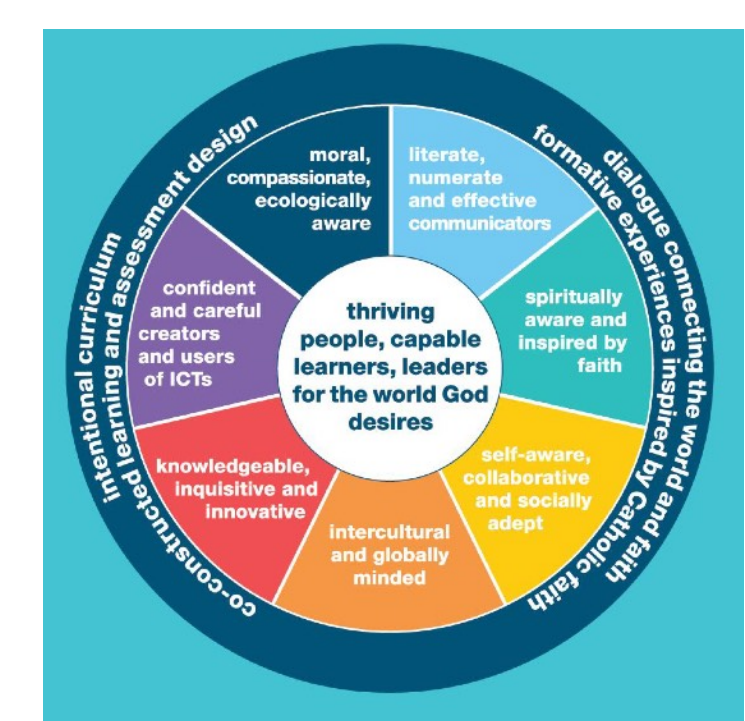 intentional curriculum
co-constructed learning and assessment design
dialogue connecting the world and faith
formative experiences inspired by Catholic faith
moral,
compassionate,
ecologically
aware
literate,
numerate
and effective
communicators
spiritually
aware and
inspired by
faith
self-aware,
collaborative
and socially
adept
intercultural
and globally
minded
knowledgeable,
inquisitive and
innovative
confident
and careful
creators
and users
of ICTs
thriving
people, capable
learners, leaders
for the world God
desires